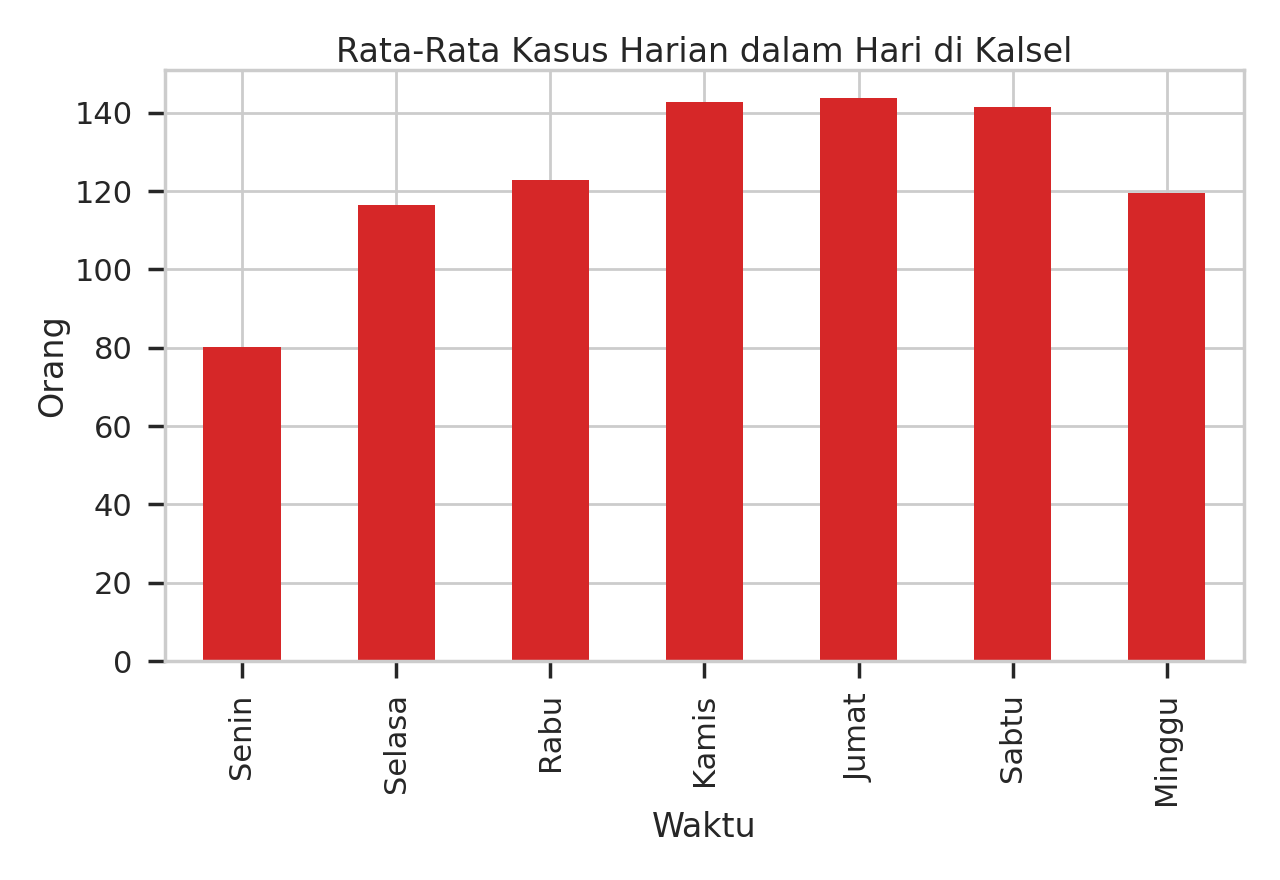 Rata-Rata Kasus Harian dalam Hari di Kalsel
140
120
100
80
60
40
20
0
Orang
Senin
Selasa
Rabu
Kamis
Jumat
Sabtu
Minggu
Waktu